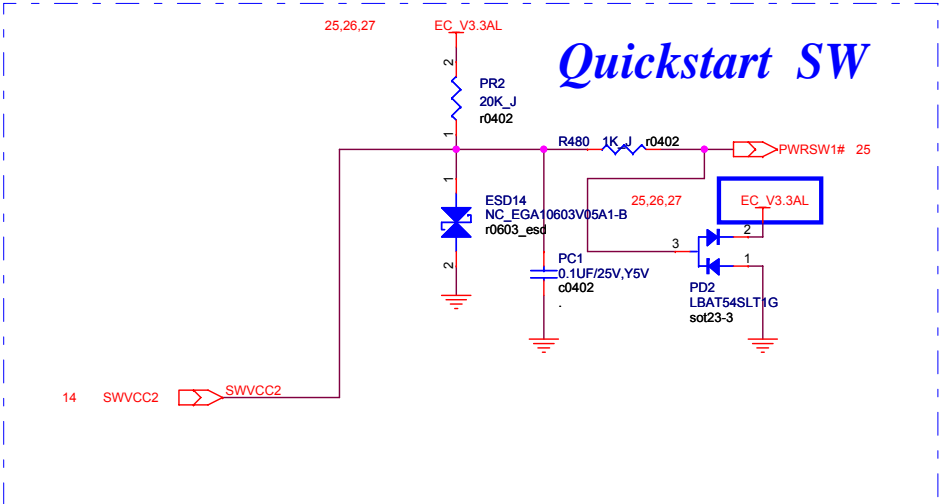 25,26,27
EC_V3.3AL
Quickstart SW
2
PR2
20K_J
r0402
1
R480
1K_J
r0402
PWRSW1#
25
1
ESD14
NC_EGA10603V05A1-B
r0603_esd
2
25,26,27
EC_V3.3AL
2
3
1
PC1
0.1UF/25V,Y5V
c0402
.
PD2
LBAT54SLT1G
sot23-3
14
SWVCC2
SWVCC2